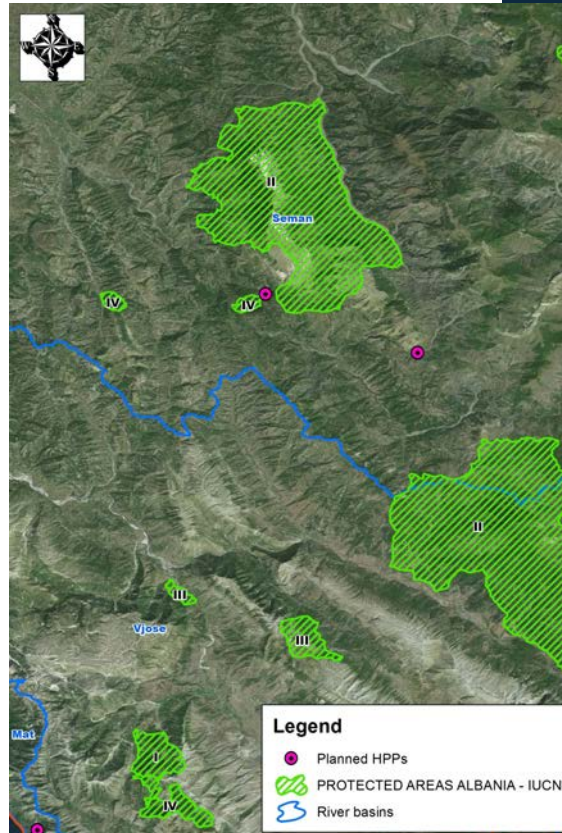 II
Seman
IV
IV
II
III
Vjose
III
Mat
I
IV
Legend
Planned HPPs
PROTECTED AREAS ALBANIA - IUCN
River basins